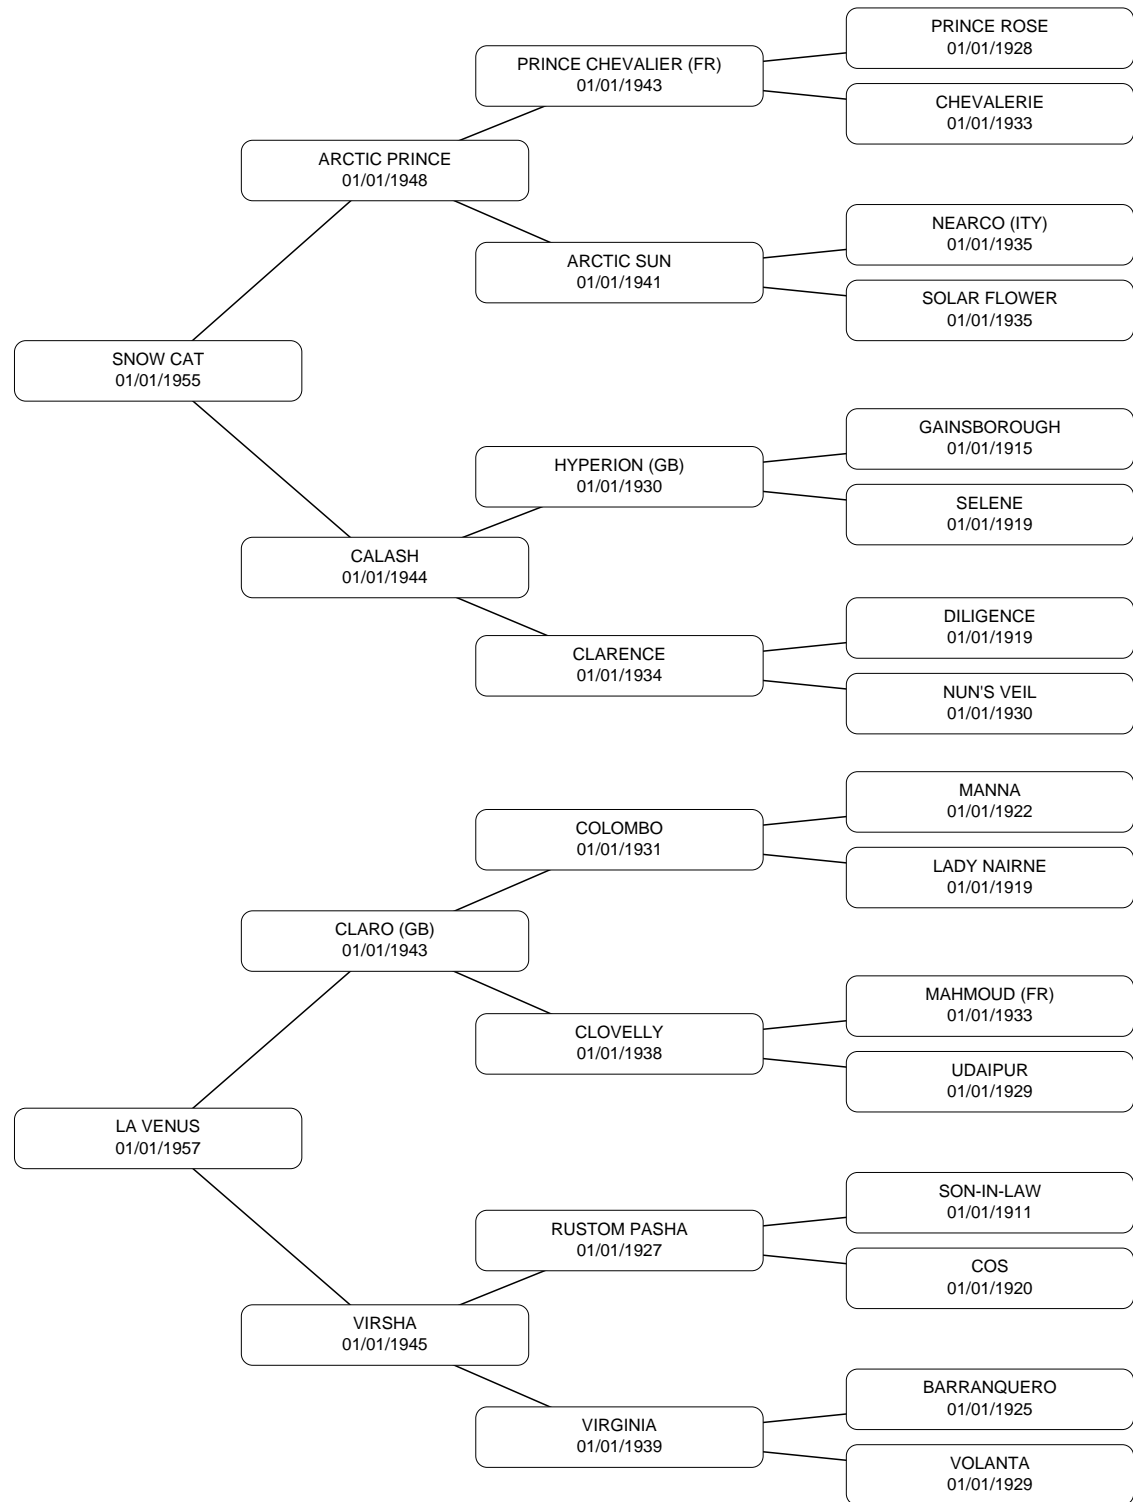 PRINCE ROSE
01/01/1928
PRINCE CHEVALIER (FR)
01/01/1943
CHEVALERIE
01/01/1933
ARCTIC PRINCE
01/01/1948
NEARCO (ITY)
01/01/1935
ARCTIC SUN
01/01/1941
SOLAR FLOWER
01/01/1935
SNOW CAT
01/01/1955
GAINSBOROUGH
01/01/1915
HYPERION (GB)
01/01/1930
SELENE
01/01/1919
CALASH
01/01/1944
DILIGENCE
01/01/1919
CLARENCE
01/01/1934
NUN'S VEIL
01/01/1930
MANNA
01/01/1922
COLOMBO
01/01/1931
LADY NAIRNE
01/01/1919
CLARO (GB)
01/01/1943
MAHMOUD (FR)
01/01/1933
CLOVELLY
01/01/1938
UDAIPUR
01/01/1929
LA VENUS
01/01/1957
SON-IN-LAW
01/01/1911
RUSTOM PASHA
01/01/1927
COS
01/01/1920
VIRSHA
01/01/1945
BARRANQUERO
01/01/1925
VIRGINIA
01/01/1939
VOLANTA
01/01/1929